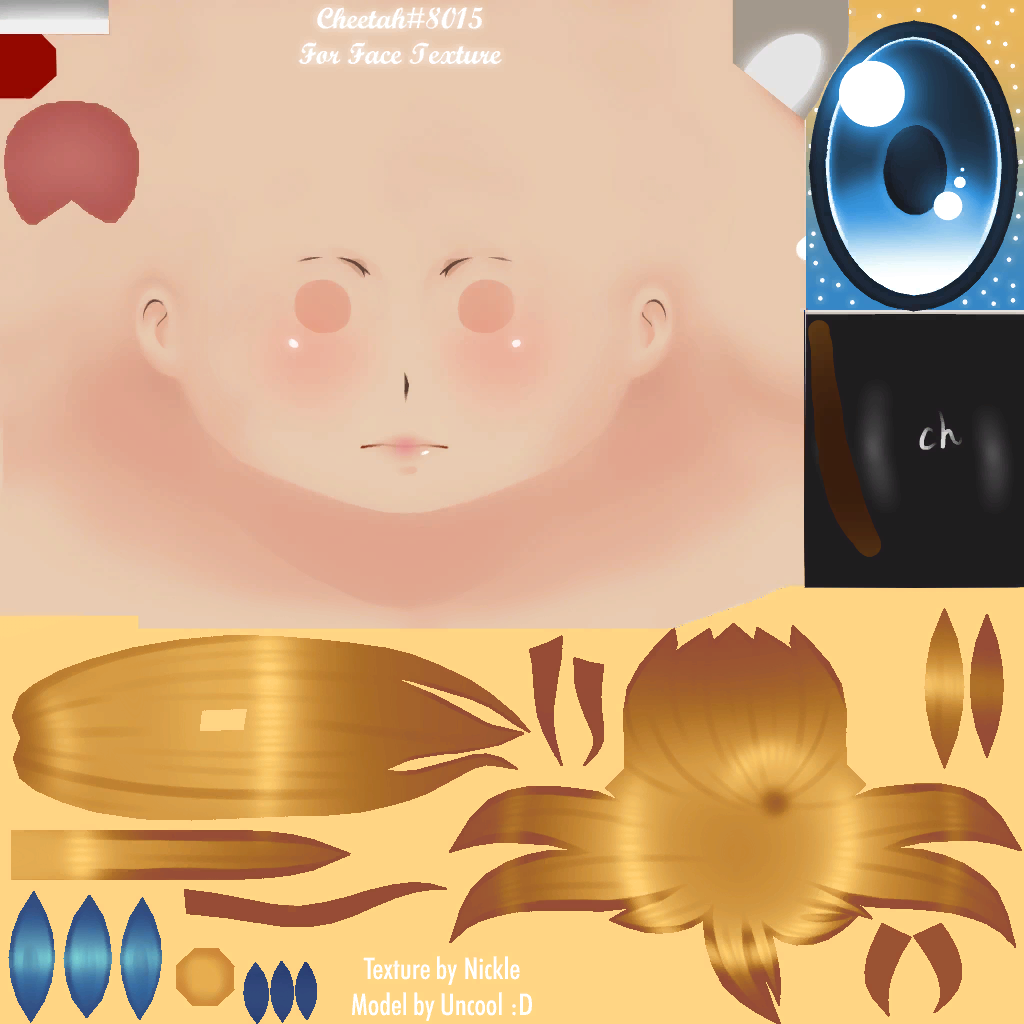 Cheetah#8015
For Face Texture
ch
Texture by Nickle
Model by Uncool :D